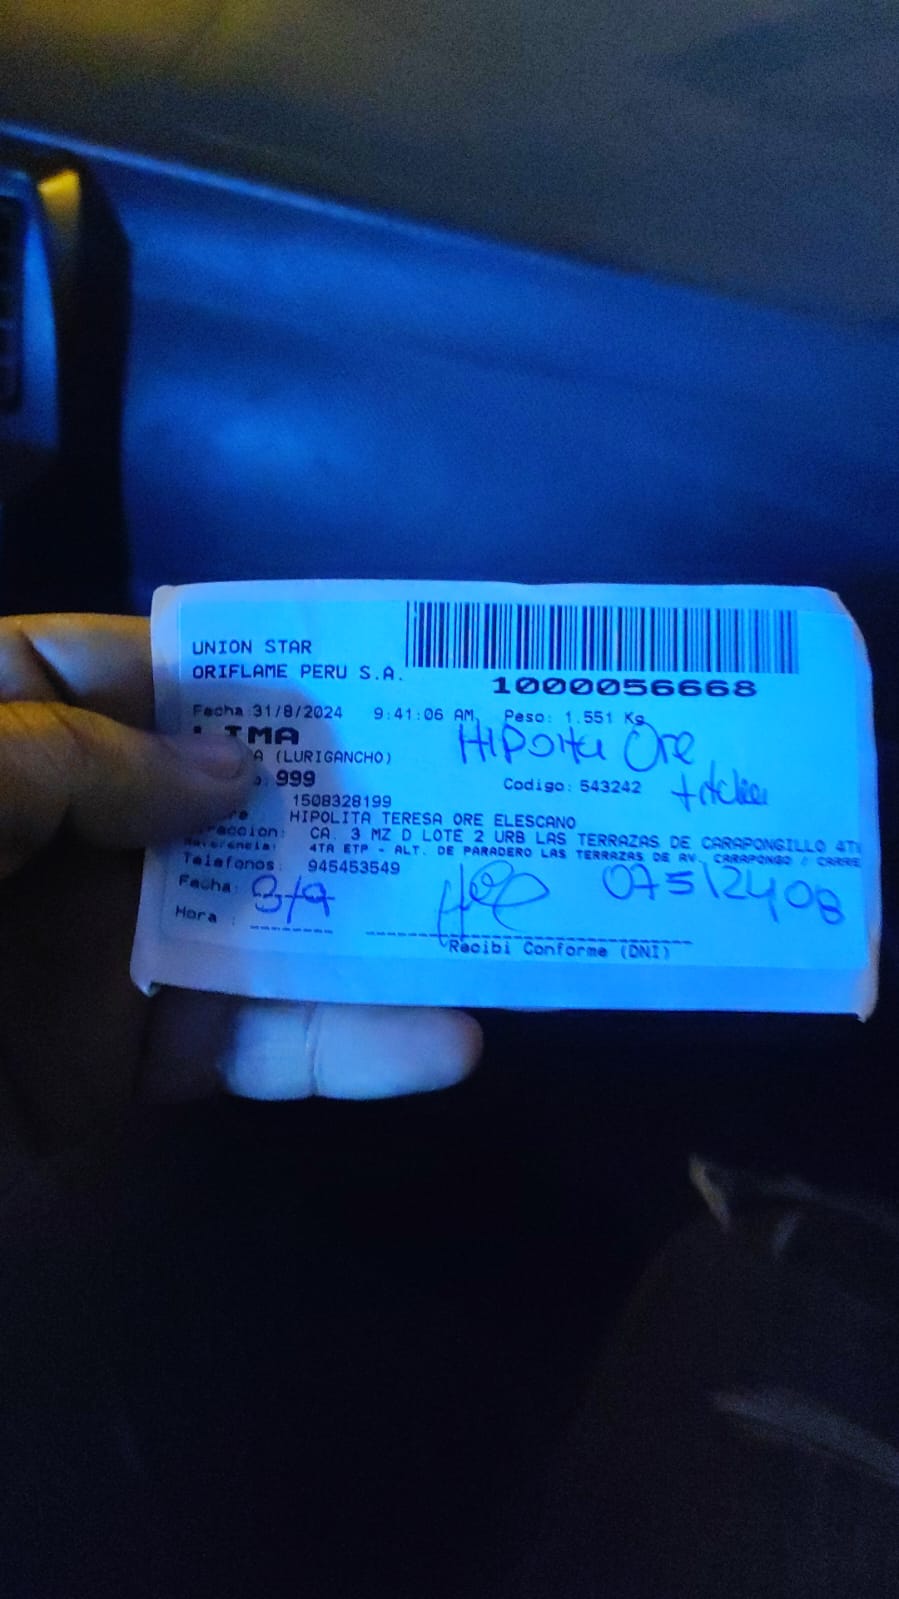 UNION STAR
ORIFLAME PERU S.A.
1000056668
Fecha:31/8/2024 9:41:06 AM Peso: 1.551 Kg
LIMA
A (LURIGANCHO)
Hipolita Ore
999
Codigo: 543242
1508328199
HIPOLITA TERESA ORE ELESCANO
CA. 3 MZ D LOTE 2 URB LAS TERRAZAS DE CARAPONGILLO 4T
Referencia: 4TA ETP - ALT. DE PARADERO LAS TERRAZAS DE AV. CARAPONGO / CARRE
Telefonos: 945453549
Fecha: 3/9
07512408
Hora :
Recibi Conforme (DNI)